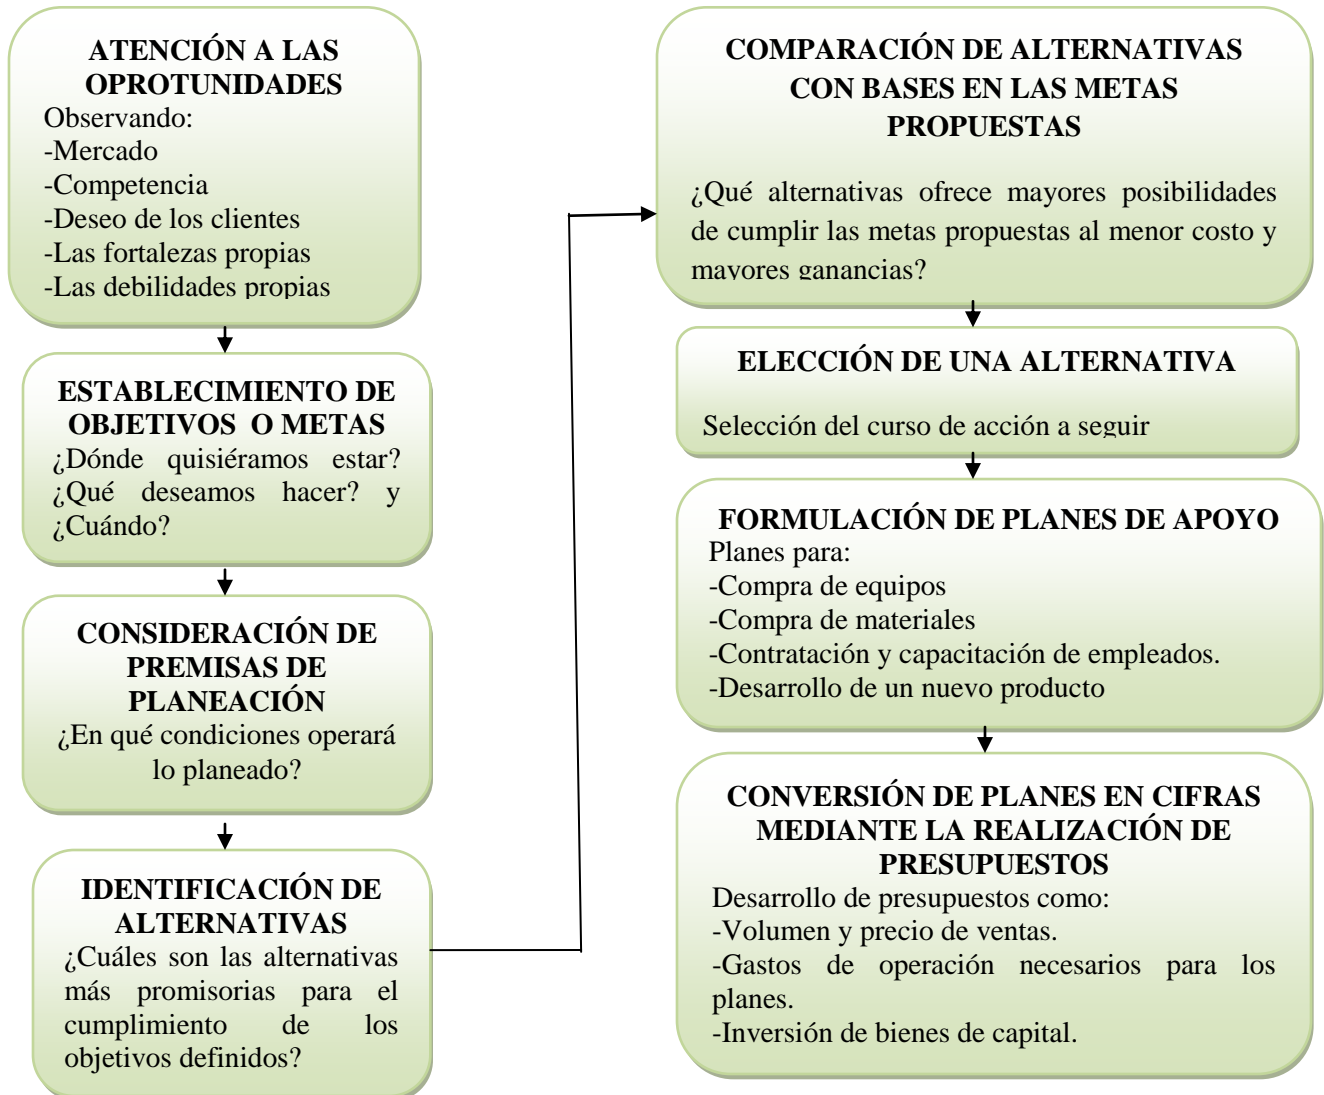 ATENCIÓN A LAS
OPROTUNIDADES
Observando:
-Mercado
-Competencia
-Deseo de los clientes
-Las fortalezas propias
-Las debilidades propias
ESTABLECIMIENTO DE
OBJETIVOS O METAS
¿Dónde quisiéramos estar?
¿Qué deseamos hacer? y
¿Cuándo?
CONSIDERACIÓN DE
PREMISAS DE
PLANEACIÓN
¿En qué condiciones operará
lo planeado?
IDENTIFICACIÓN DE
ALTERNATIVAS
¿Cuáles son las alternativas
más promisorias para el
cumplimiento de los
objetivos definidos?
COMPARACIÓN DE ALTERNATIVAS
CON BASES EN LAS METAS
PROPUESTAS
¿Qué alternativas ofrece mayores posibilidades
de cumplir las metas propuestas al menor costo y
mayores ganancias?
ELECCIÓN DE UNA ALTERNATIVA
Selección del curso de acción a seguir
FORMULACIÓN DE PLANES DE APOYO
Planes para:
-Compra de equipos
-Compra de materiales
-Contratación y capacitación de empleados.
-Desarrollo de un nuevo producto
CONVERSIÓN DE PLANES EN CIFRAS
MEDIANTE LA REALIZACIÓN DE
PRESUPUESTOS
Desarrollo de presupuestos como:
-Volumen y precio de ventas.
-Gastos de operación necesarios para los
planes.
-Inversión de bienes de capital.